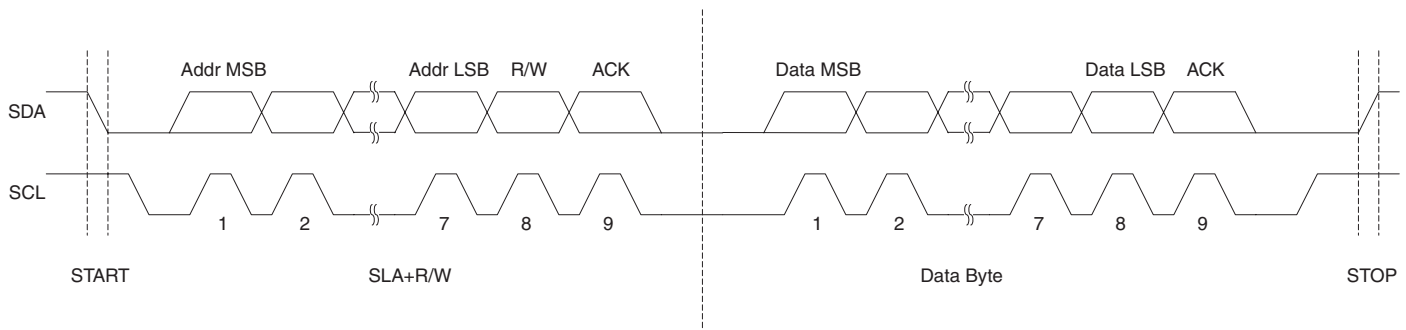 Addr MSB Addr LSB R/W ACK Data MSB Data LSB ACK
SDA
SCL
1 2 7 8 9 1 2 7 8 9
START SLA+R/W Data Byte STOP